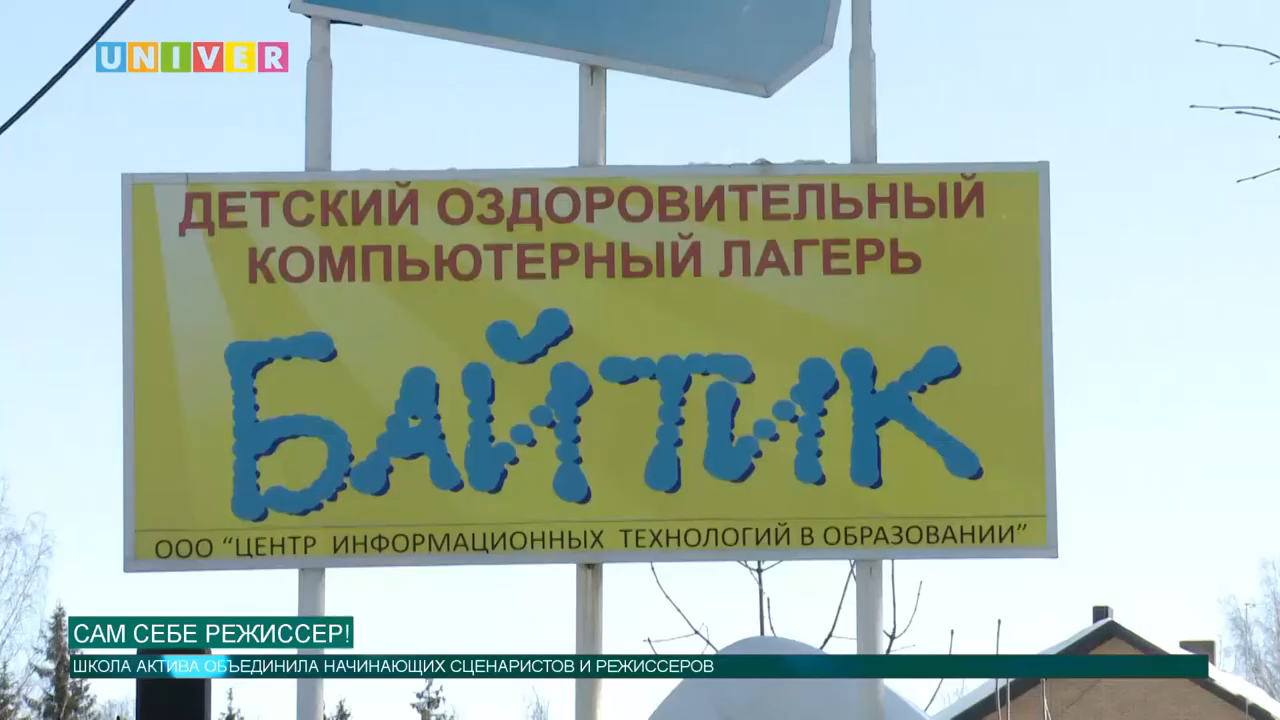 UNIVER
ДЕТСКИЙ ОЗДОРОВИТЕЛЬНЫЙ
КОМПЬЮТЕРНЫЙ ЛАГЕРЬ
БАЙТИК
ООО "ЦЕНТР ИНФОРМАЦИОННЫХ ТЕХНОЛОГИЙ В ОБРАЗОВАНИИ"
САМ СЕБЕ РЕЖИССЕР!
ШКОЛА АКТИВА ОБЪЕДИНИЛА НАЧИНАЮЩИХ СЦЕНАРИСТОВ И РЕЖИССЕРОВ